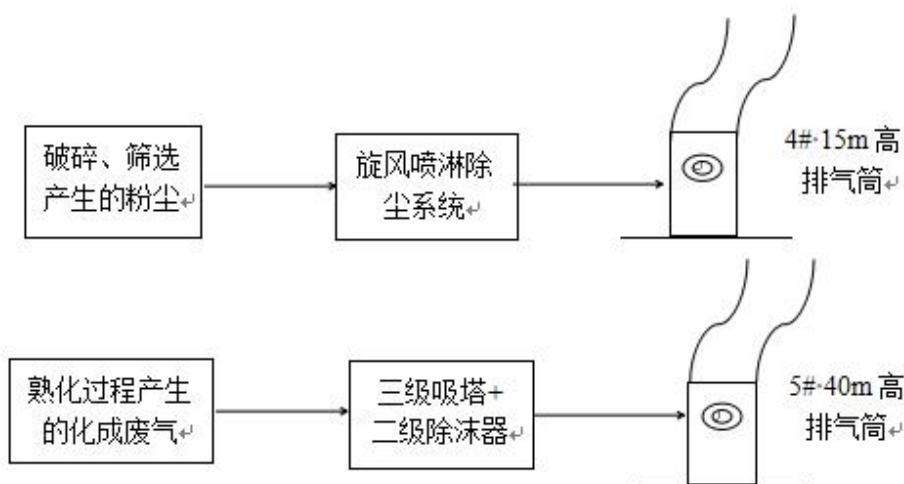 破碎、筛选
产生的粉尘↵
旋风喷淋除
尘系统↵
4#·15m 高
排气筒↵
熟化过程产生
的化成废气↵
三级吸塔+
二级除沫器↵
5#·40m 高
排气筒↵